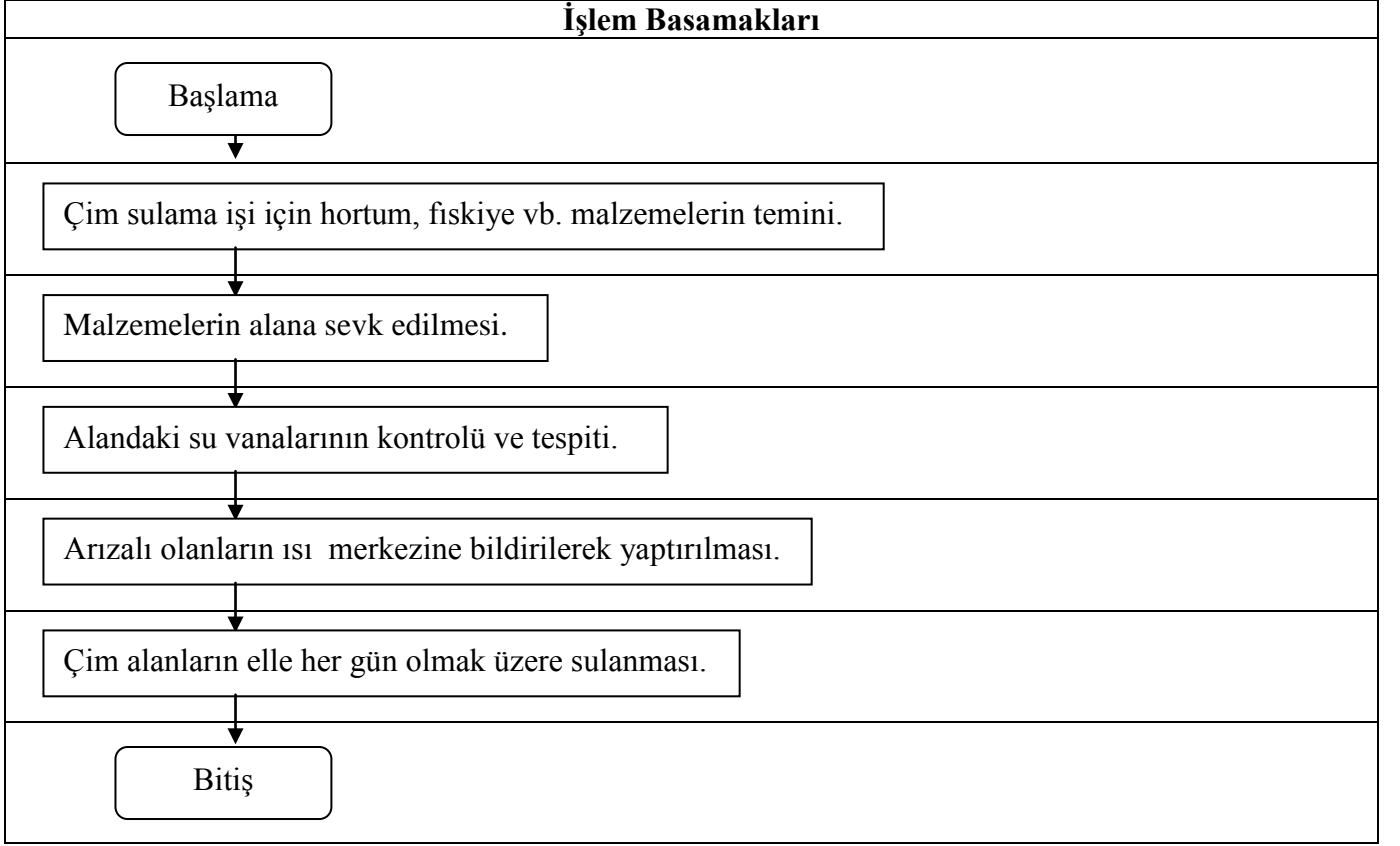 İşlem Basamakları
Başlama
Çim sulama işi için hortum, fıskiye vb. malzemelerin temini.
Malzemelerin alana sevk edilmesi.
Alandaki su vanalarının kontrolü ve tespiti.
Arızalı olanların ısı  merkezine bildirilerek yaptırılması.
Çim alanların elle her gün olmak üzere sulanması.
Bitiş